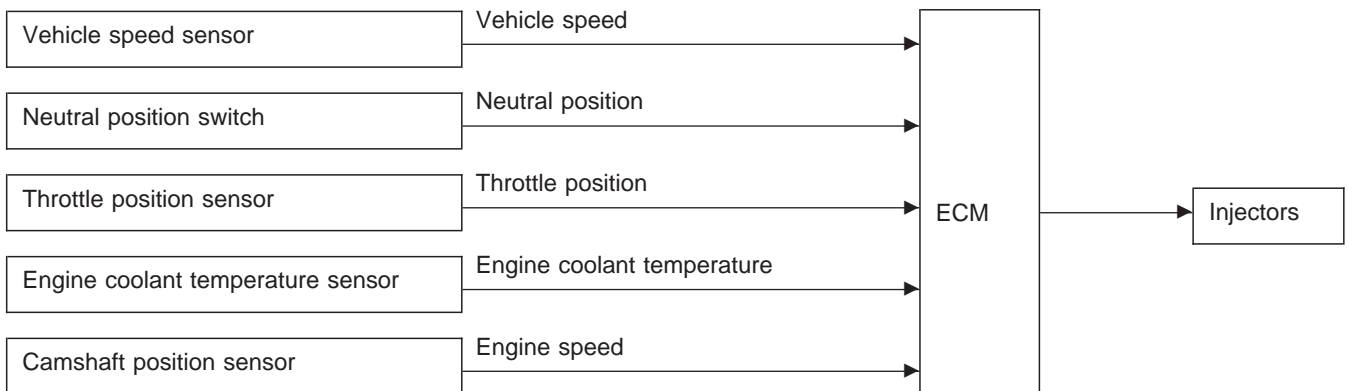 Vehicle speed sensor
Vehicle speed
Neutral position switch
Neutral position
Throttle position sensor
Throttle position
ECM
Injectors
Engine coolant temperature sensor
Engine coolant temperature
Camshaft position sensor
Engine speed